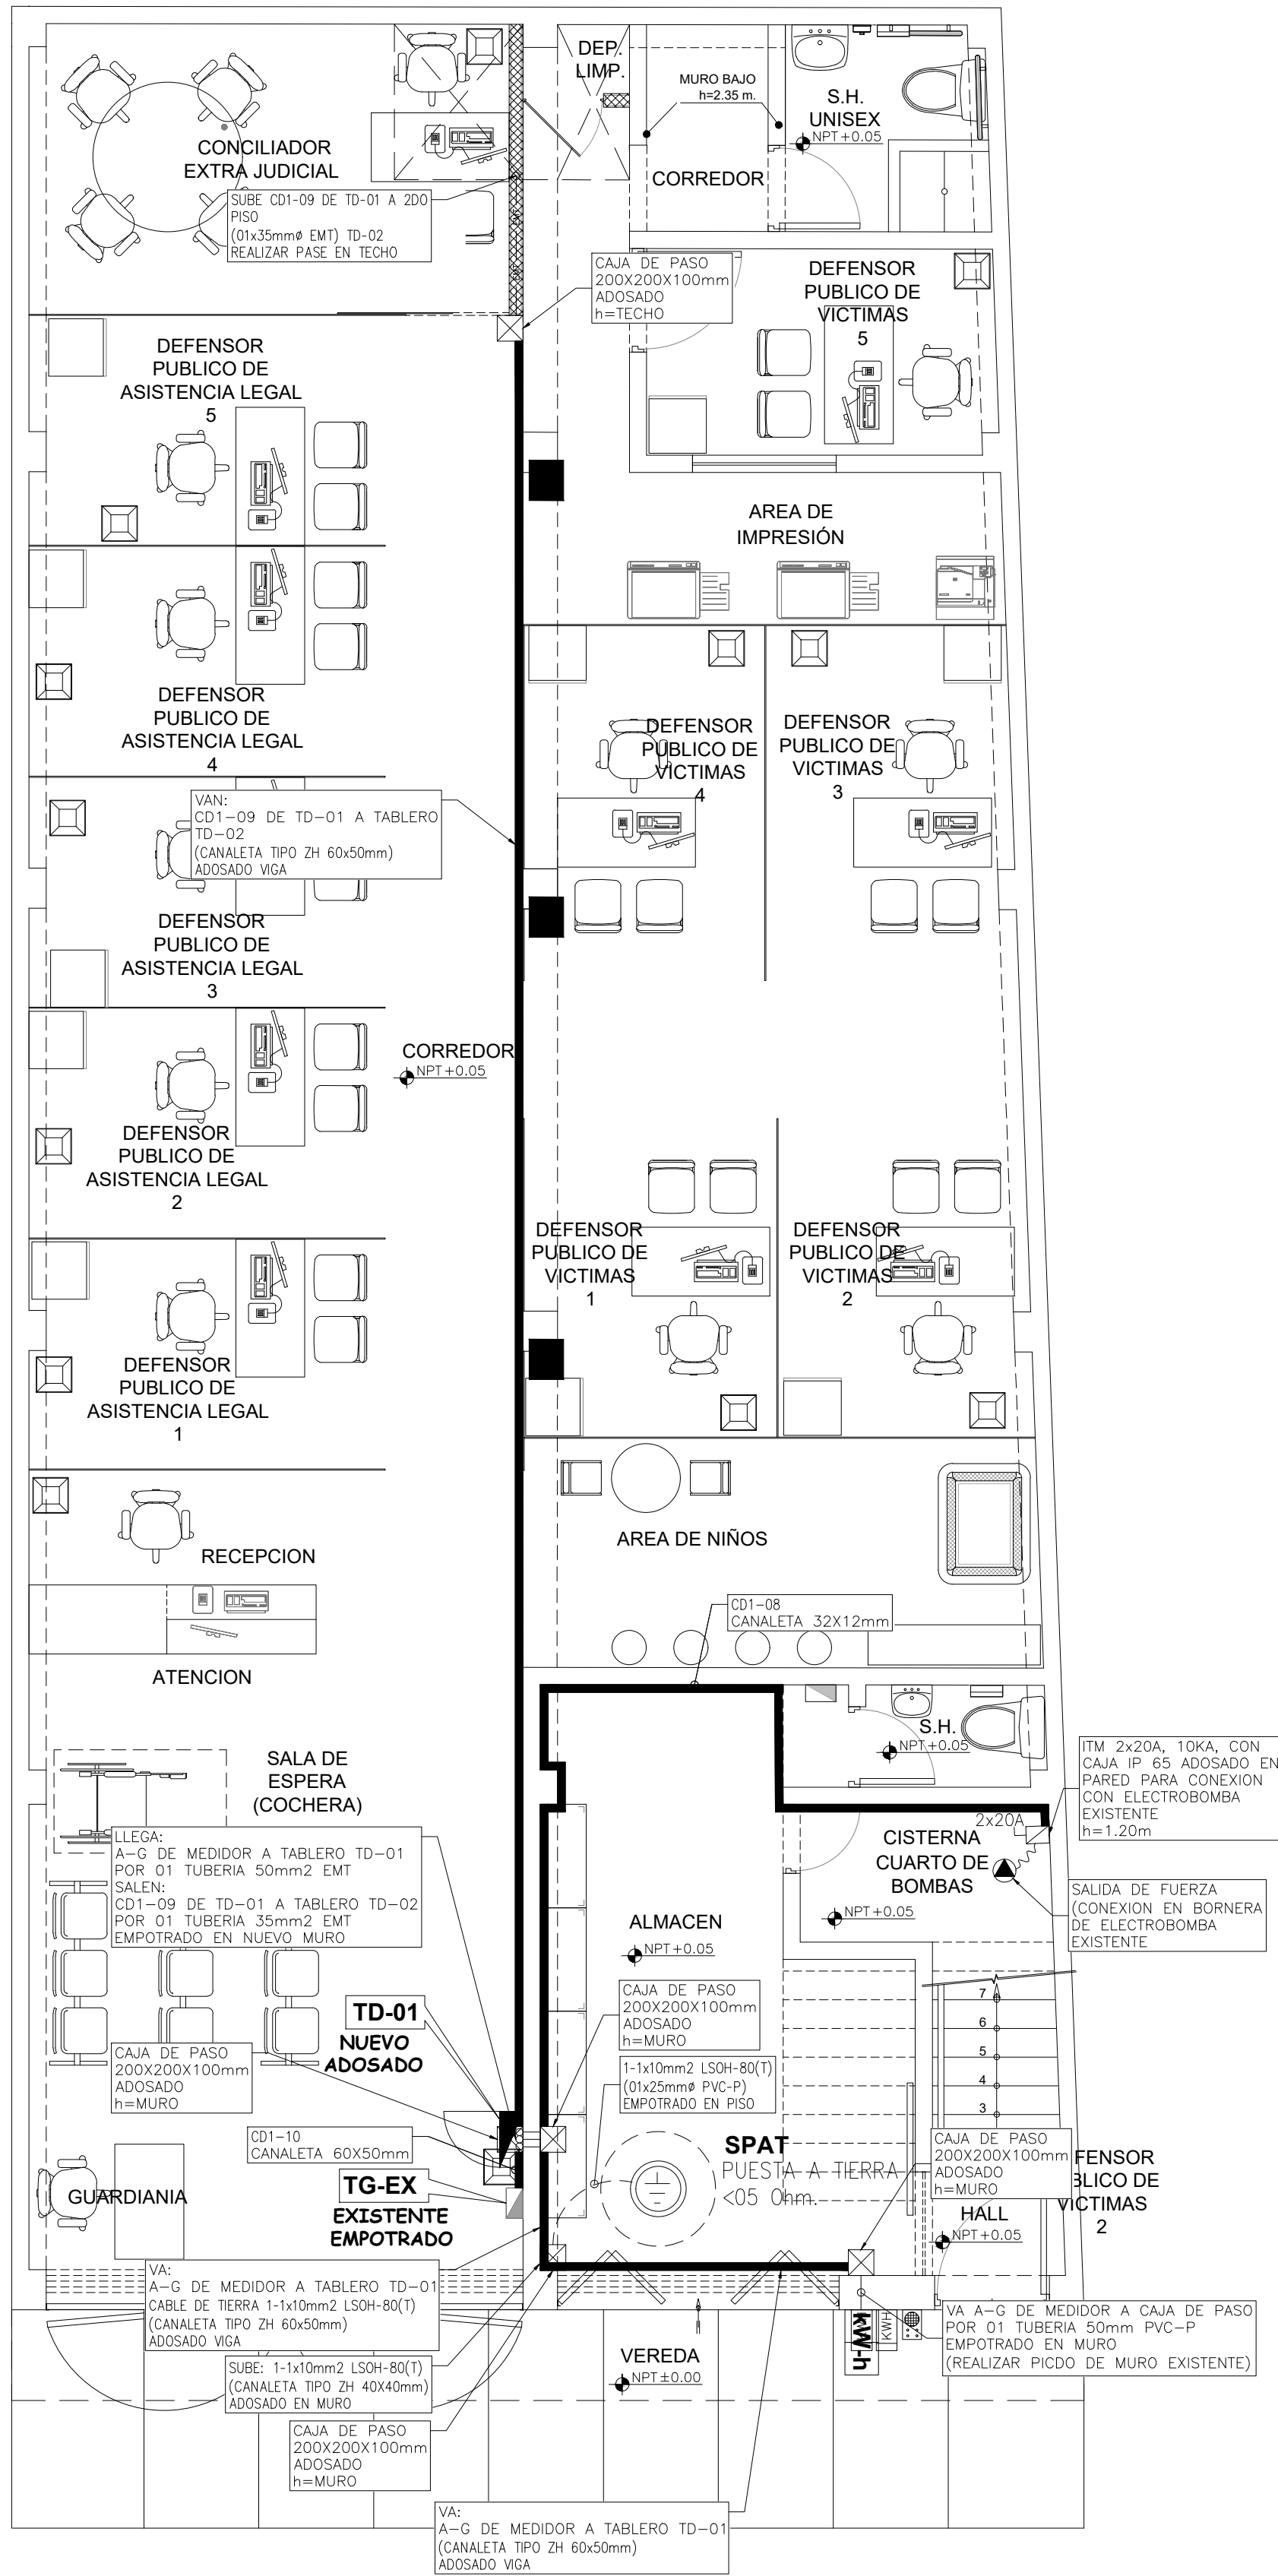 DEP.
LIMP.
MURO BAJO
h=2.35 m.
S.H.
UNISEX
NPT+0.05
CONCILIADOR
EXTRA JUDICIAL
CORREDOR
SUBE CD1-09 DE TD-01 A 2DO
PISO
(01x35mmø EMT) TD-02
REALIZAR PASE EN TECHO
CAJA DE PASO
200X200X100mm
ADOSADO
h=TECHO
DEFENSOR
PUBLICO DE
VICTIMAS
5
DEFENSOR
PUBLICO DE
ASISTENCIA LEGAL
5
AREA DE
IMPRESIÓN
DEFENSOR
PUBLICO DE
ASISTENCIA LEGAL
4
DEFENSOR
PUBLICO DE
VICTIMAS
4
DEFENSOR
PUBLICO DE
VICTIMAS
3
VAN:
CD1-09 DE TD-01 A TABLERO
TD-02
(CANALETA TIPO ZH 60x50mm)
ADOSADO VIGA
DEFENSOR
PUBLICO DE
ASISTENCIA LEGAL
3
CORREDOR
NPT+0.05
DEFENSOR
PUBLICO DE
ASISTENCIA LEGAL
2
DEFENSOR
PUBLICO DE
VICTIMAS
1
DEFENSOR
PUBLICO DE
VICTIMAS
2
DEFENSOR
PUBLICO DE
ASISTENCIA LEGAL
1
RECEPCION
AREA DE NIÑOS
CD1-08
CANALETA 32X12mm
ATENCION
S.H.
NPT+0.05
SALA DE
ESPERA
(COCHERA)
ITM 2x20A, 10KA, CON
CAJA IP 65 ADOSADO EN
PARED PARA CONEXION
CON ELECTROBOMBA
EXISTENTE
h=1.20m
2x20A
CISTERNA
CUARTO DE
BOMBAS
NPT+0.05
LLEGA:
A-G DE MEDIDOR A TABLERO TD-01
POR 01 TUBERIA 50mm2 EMT
SALEN:
CD1-09 DE TD-01 A TABLERO TD-02
POR 01 TUBERIA 35mm2 EMT
EMPOTRADO EN NUEVO MURO
SALIDA DE FUERZA
(CONEXION EN BORNERA
DE ELECTROBOMBA
EXISTENTE
ALMACEN
NPT+0.05
CAJA DE PASO
200X200X100mm
ADOSADO
h=MURO
7
6
5
4
3
TD-01
NUEVO
ADOSADO
CAJA DE PASO
200X200X100mm
ADOSADO
h=MURO
1-1x10mm2 LSOH-80(T)
(01x25mmø PVC-P)
EMPOTRADO EN PISO
CD1-10
CANALETA 60X50mm
SPAT
PUESTA A TIERRA
<05 Ohm.
CAJA DE PASO
200X200X100mm
ADOSADO
h=MURO
FENSOR
BLICO DE
VICTIMAS
2
TG-EX
EXISTENTE
EMPOTRADO
GUARDIANIA
HALL
NPT+0.05
VA:
A-G DE MEDIDOR A TABLERO TD-01
CABLE DE TIERRA 1-1x10mm2 LSOH-80(T)
(CANALETA TIPO ZH 60x50mm)
ADOSADO VIGA
kW-h
KWH
VA A-G DE MEDIDOR A CAJA DE PASO
POR 01 TUBERIA 50mm PVC-P
EMPOTRADO EN MURO
(REALIZAR PICDO DE MURO EXISTENTE)
VEREDA
NPT±0.00
SUBE: 1-1x10mm2 LSOH-80(T)
(CANALETA TIPO ZH 40X40mm)
ADOSADO EN MURO
CAJA DE PASO
200X200X100mm
ADOSADO
h=MURO
VA:
A-G DE MEDIDOR A TABLERO TD-01
(CANALETA TIPO ZH 60x50mm)
ADOSADO VIGA